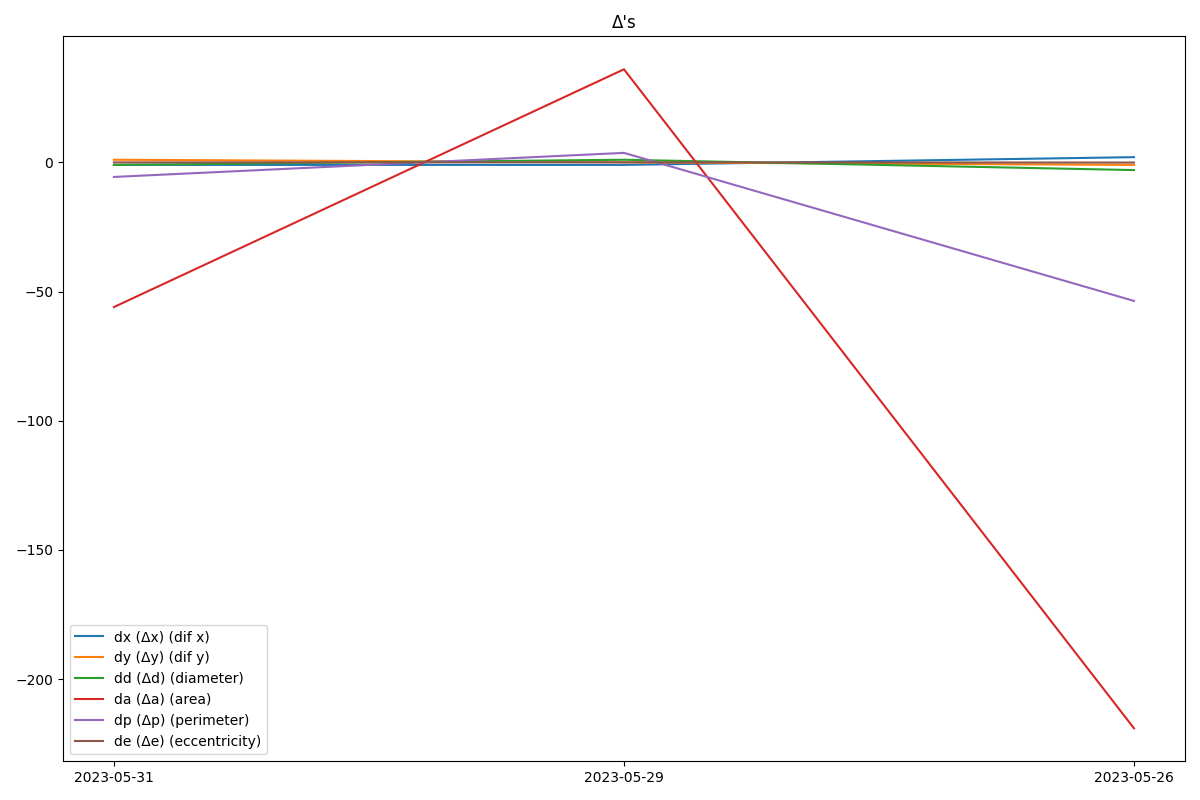 Δ's
0
−50
−100
−150
−200
dx (Δx) (dif x)
dy (Δy) (dif y)
dd (Δd) (diameter)
da (Δa) (area)
dp (Δp) (perimeter)
de (Δe) (eccentricity)
2023-05-31
2023-05-29
2023-05-26